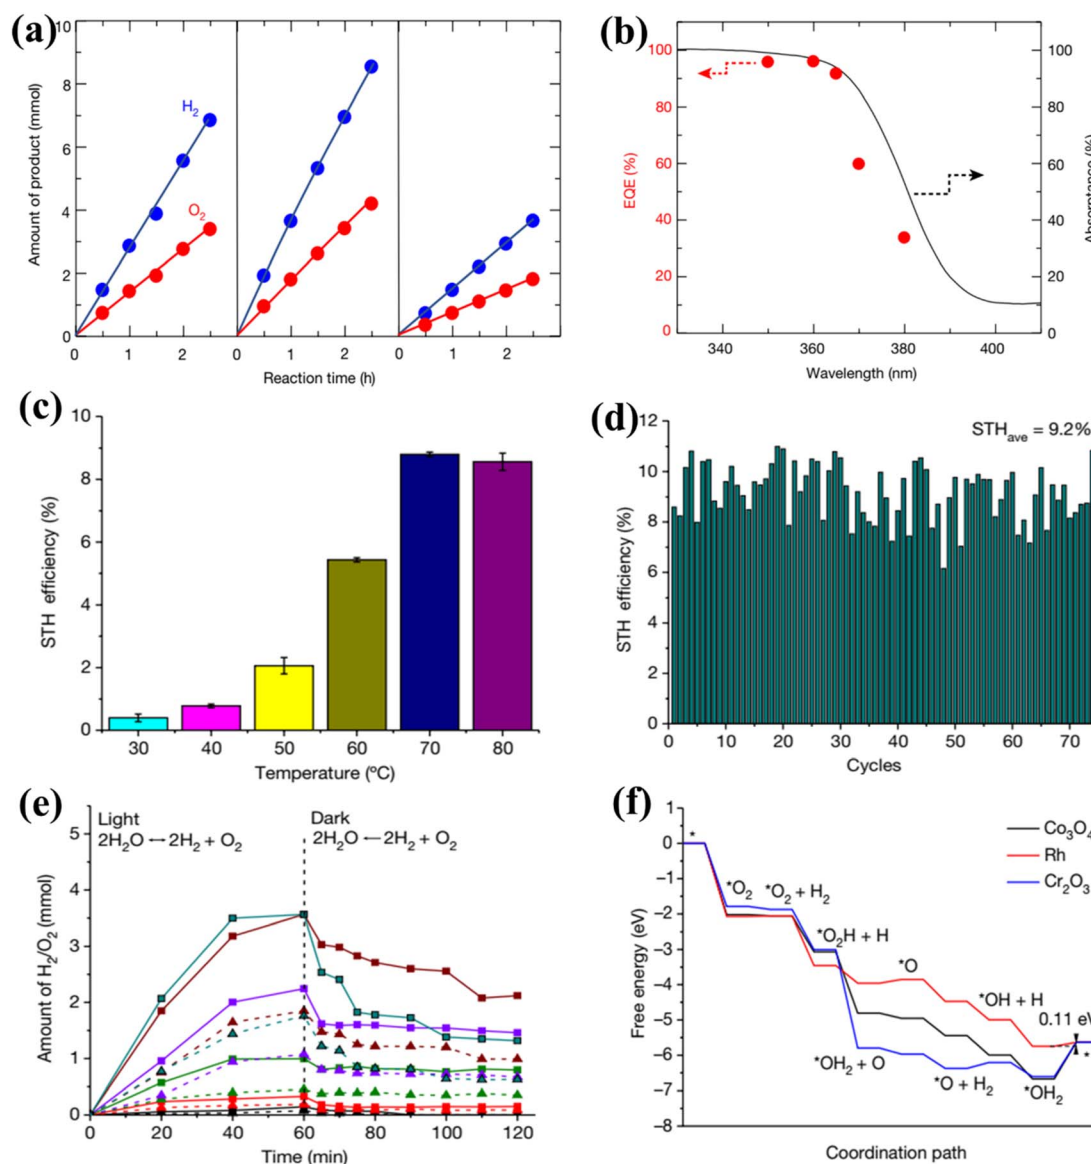 (a)
10
8
6
4
2
0
Amount of product (mmol)
H2
O2
0 1 2 0 1 2 0 1 2
Reaction time (h)
(b)
100
80
60
40
20
0
EQE (%)
100
80
60
40
20
0
Absorptance (%)
340 360 380 400
Wavelength (nm)
(c)
10
8
6
4
2
0
STH efficiency (%)
30 40 50 60 70 80
Temperature (ºC)
(d)
STHave = 9.2%
12
10
8
6
4
2
0
STH efficiency (%)
0 10 20 30 40 50 60 70
Cycles
(e)
Light
2H2O ←→ 2H2 + O2
Dark
2H2O ← 2H2 + O2
5
4
3
2
1
0
Amount of H2/O2 (mmol)
0 20 40 60 80 100 120
Time (min)
(f)
1
0
−1
−2
−3
−4
−5
−6
−7
−8
Free energy (eV)
Co3O4
Rh
Cr2O3
*
*O2
*O2 + H2
*O2H + H
*O
*OH + H
0.11 eV
*
*OH2 + O
*O + H2
*OH2
Coordination path